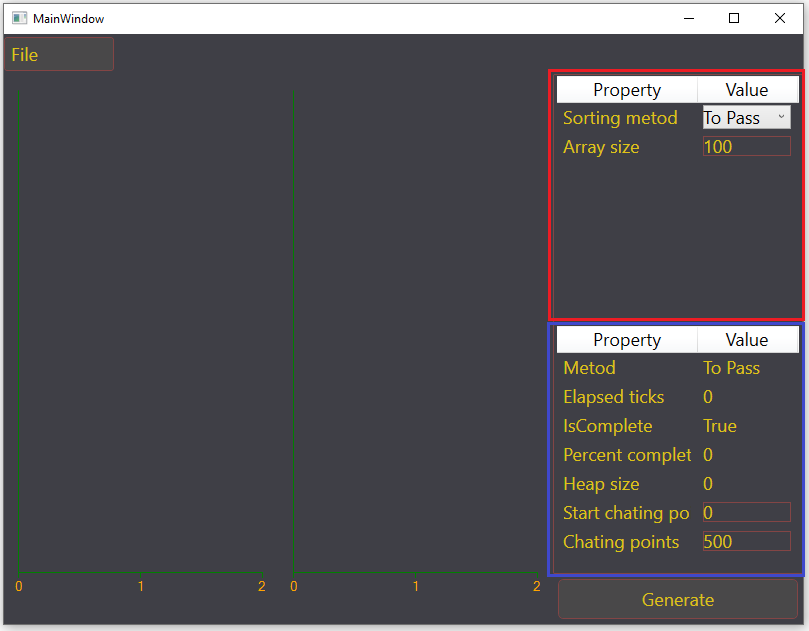 MainWindow
File
Property Value
Sorting metod To Pass
Array size 100
Property Value
Metod To Pass
Elapsed ticks 0
IsComplete True
Percent complet 0
Heap size 0
Start chating po 0
Chating points 500
0 1 2 0 1 2
Generate